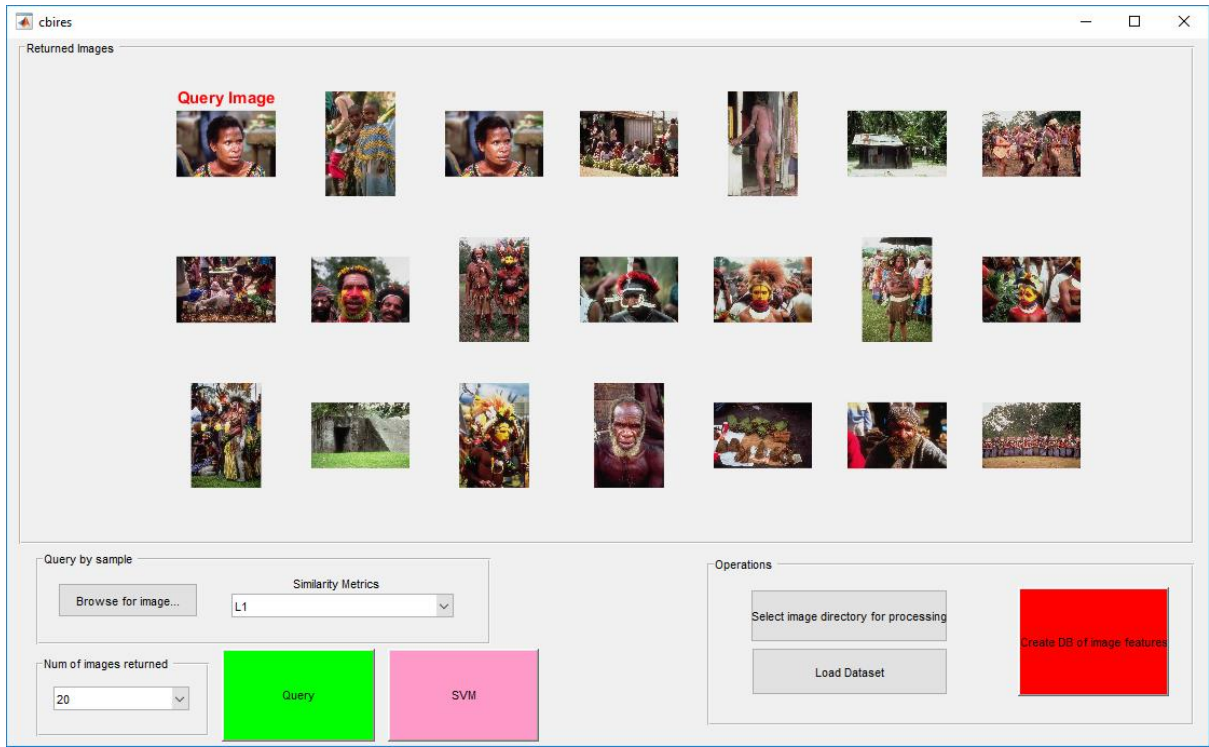 cbires
Returned Images
Query Image
Query by sample
Browse for image...
Similarity Metrics
L1
Num of images returned
20
Query
SVM
Operations
Select image directory for processing
Load Dataset
Create DB of image features